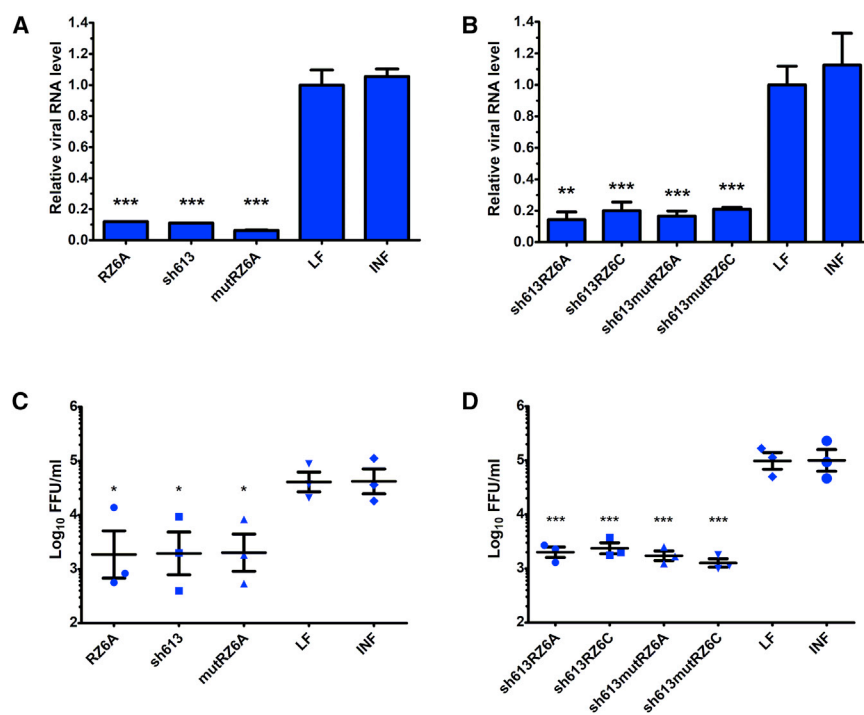 A
Relative viral RNA level
1.4
1.2
1.0
0.8
0.6
0.4
0.2
0.0
***
***
***
RZ6A
sh613
mutRZ6A
LF
INF
B
Relative viral RNA level
1.4
1.2
1.0
0.8
0.6
0.4
0.2
0.0
**
***
***
***
sh613RZ6A
sh613RZ6C
sh613mutRZ6A
sh613mutRZ6C
LF
INF
C
Log10 FFU/ml
6
5
4
3
2
*
*
*
RZ6A
sh613
mutRZ6A
LF
INF
D
Log10 FFU/ml
6
5
4
3
2
***
***
***
***
sh613RZ6A
sh613RZ6C
sh613mutRZ6A
sh613mutRZ6C
LF
INF